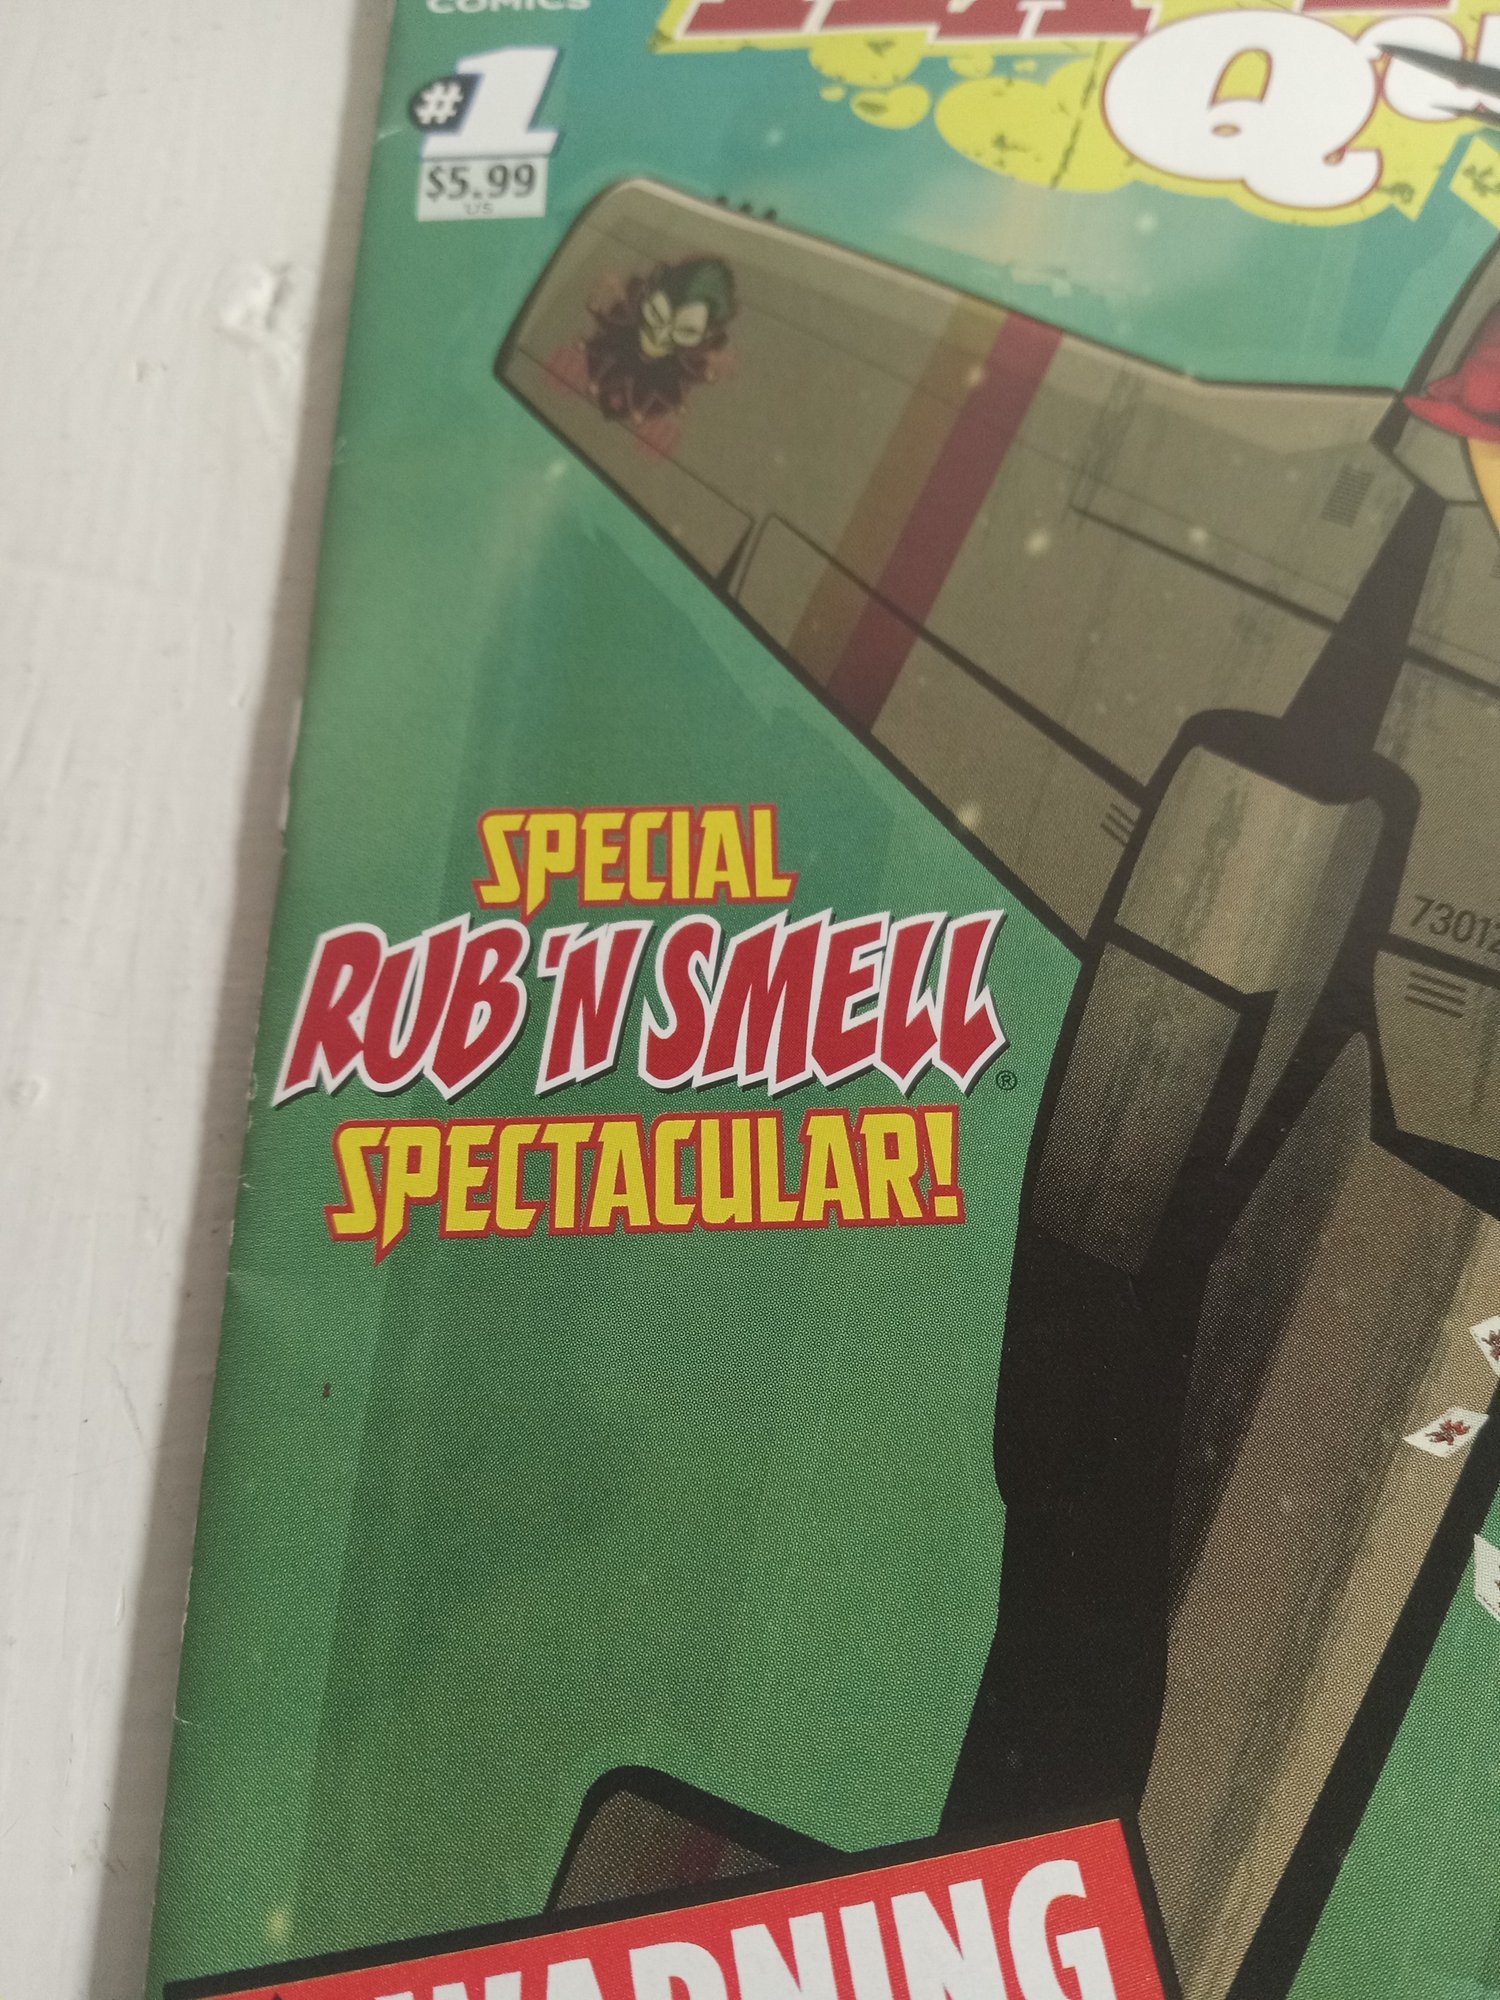 COMICS
#1
$5.99
US
Q
SPECIAL
RUB 'N SMELL®
SPECTACULAR!
WARNING